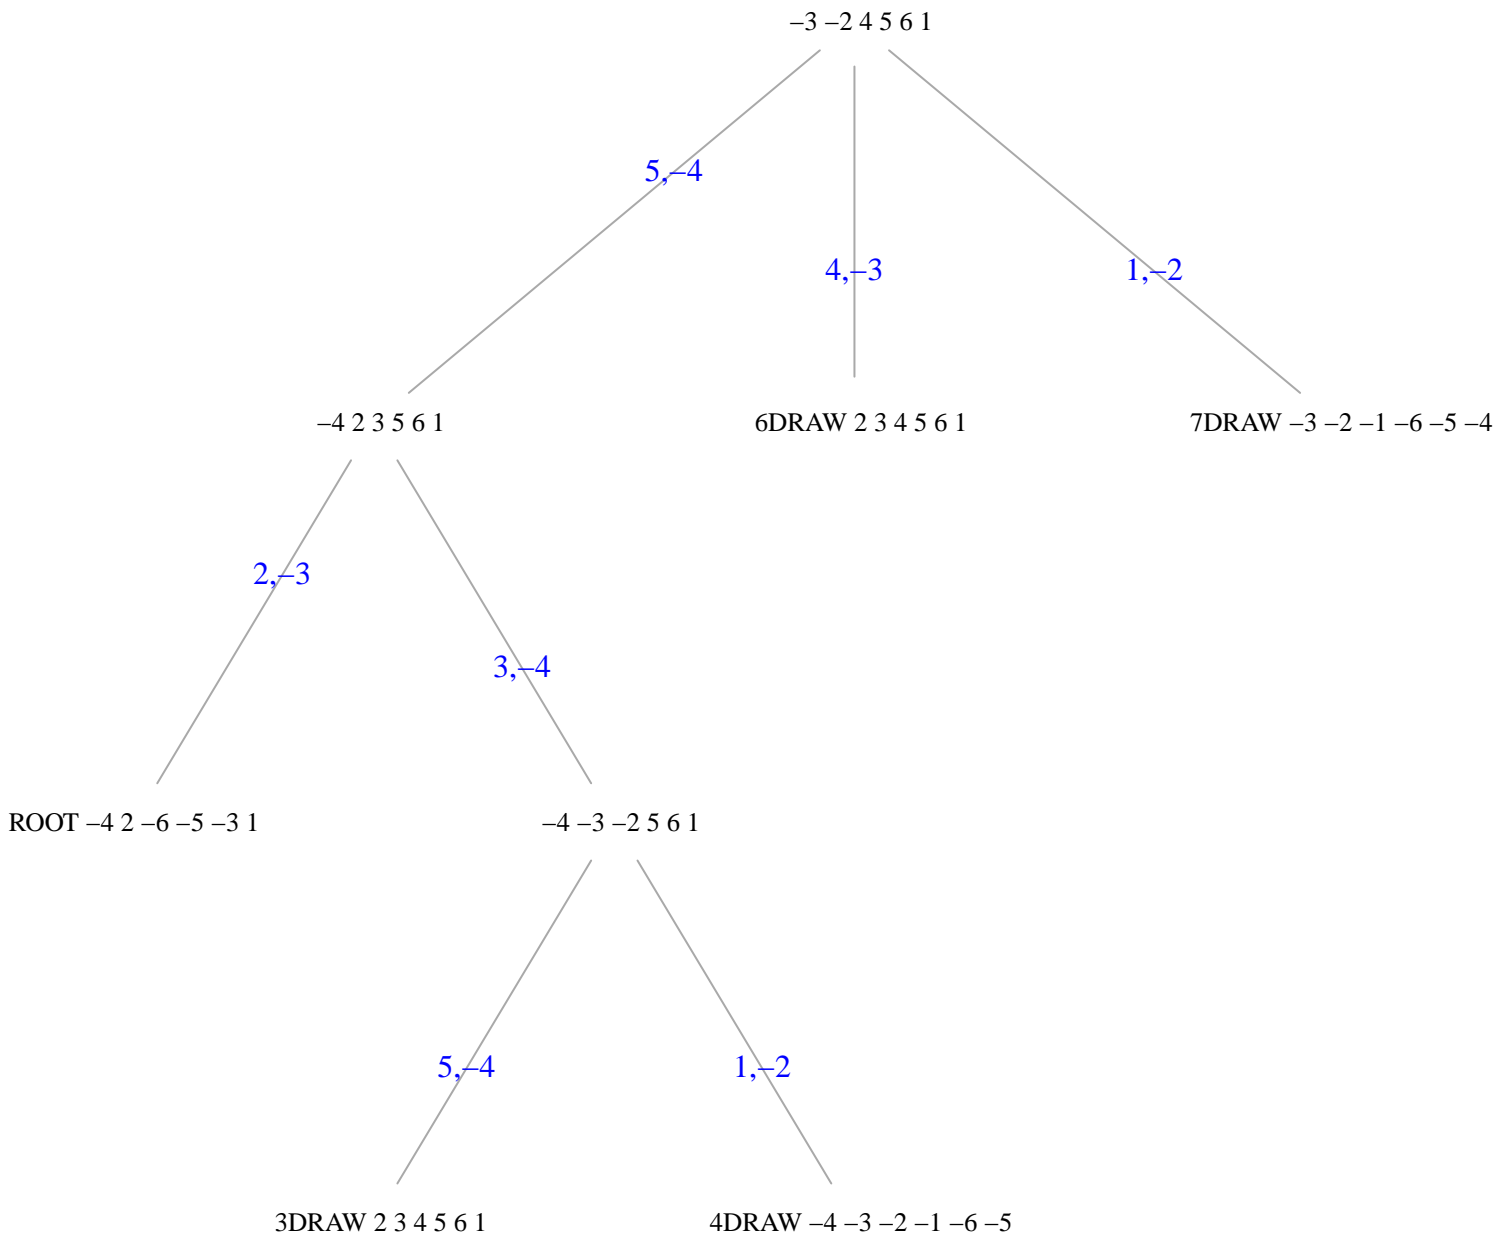 –3 –2 4 5 6 1
5,–4
4,–3
1,–2
–4 2 3 5 6 1
6DRAW 2 3 4 5 6 1
7DRAW –3 –2 –1 –6 –5 –4
2,–3
3,–4
ROOT –4 2 –6 –5 –3 1
–4 –3 –2 5 6 1
5,–4
1,–2
3DRAW 2 3 4 5 6 1
4DRAW –4 –3 –2 –1 –6 –5